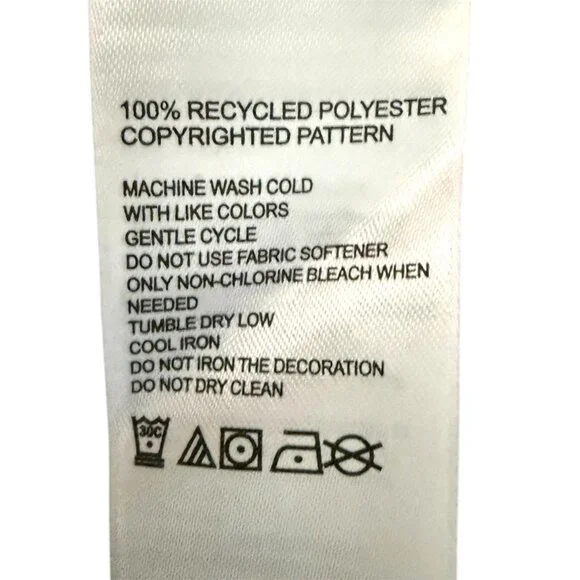 100% RECYCLED POLYESTER
COPYRIGHTED PATTERN
MACHINE WASH COLD
WITH LIKE COLORS
GENTLE CYCLE
DO NOT USE FABRIC SOFTENER
ONLY NON-CHLORINE BLEACH WHEN
NEEDED
TUMBLE DRY LOW
COOL IRON
DO NOT IRON THE DECORATION
DO NOT DRY CLEAN
30C